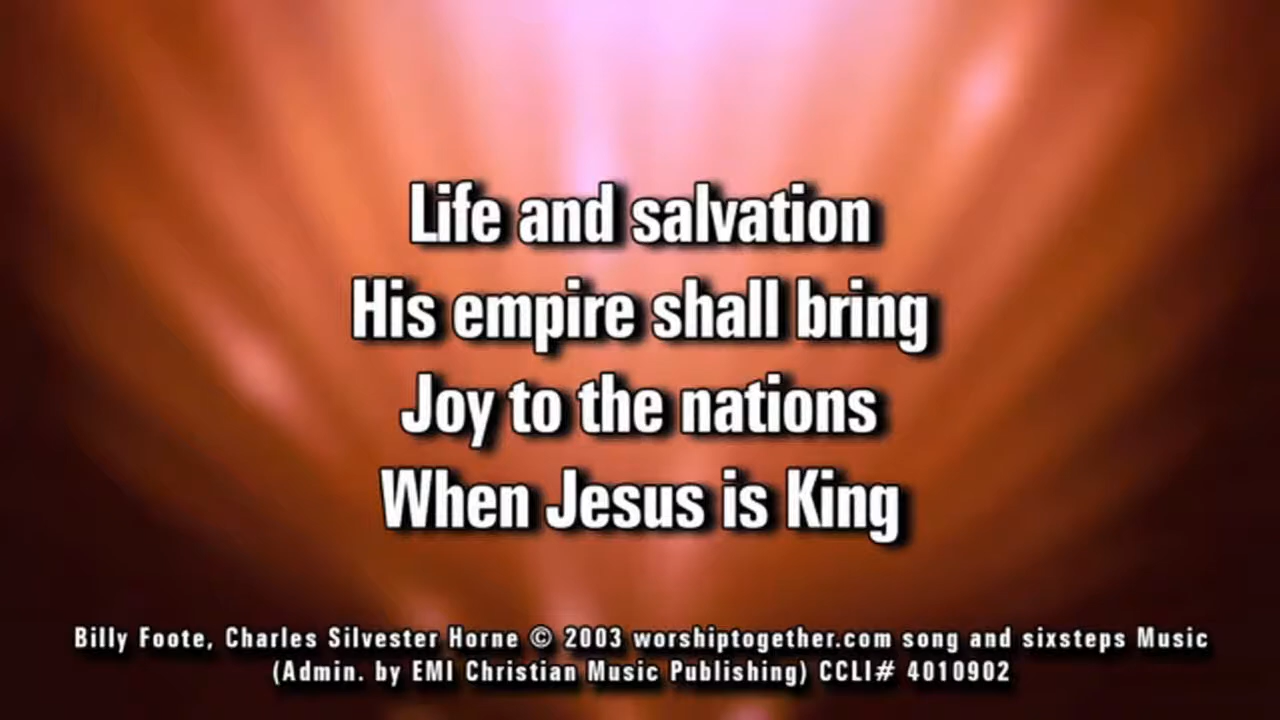 Life and salvation
His empire shall bring
Joy to the nations
When Jesus is King
Billy Foote, Charles Silvester Horne © 2003 worshiptogether.com song and sixsteps Music
(Admin. by EMI Christian Music Publishing) CCLI# 4010902